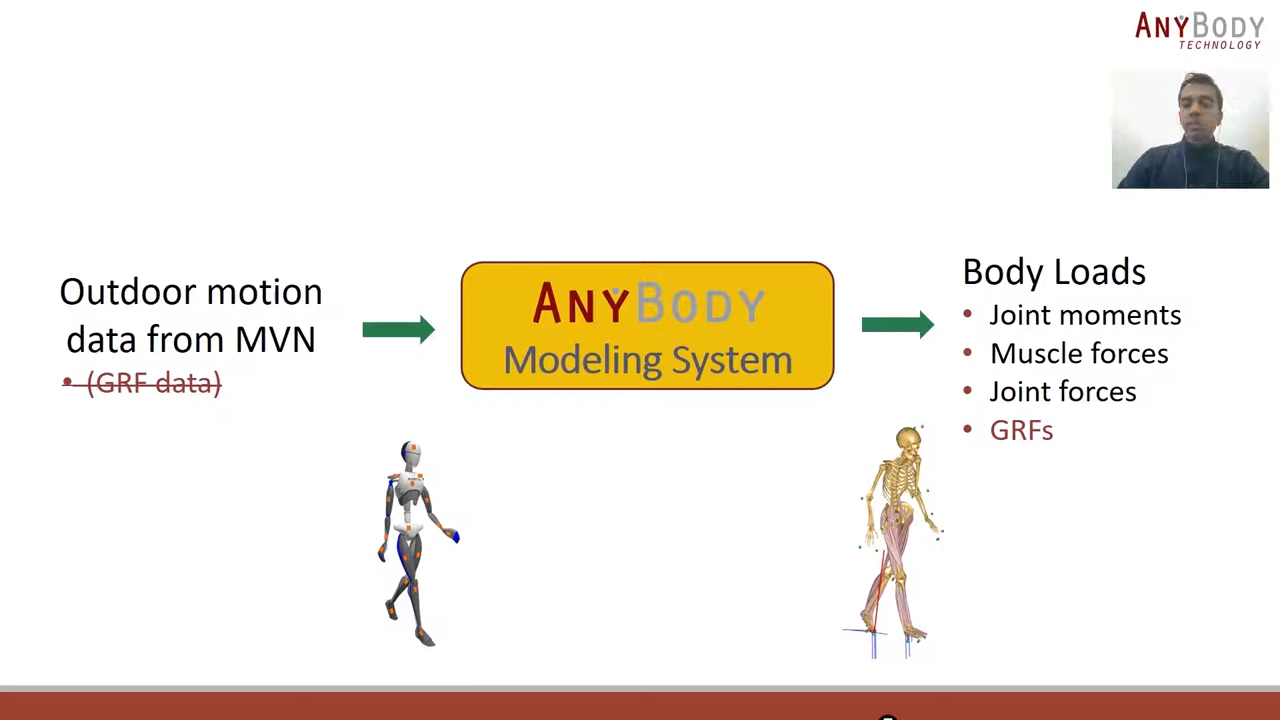 ANYBODY
TECHNOLOGY
Outdoor motion
data from MVN
• (GRF data)
ANYBODY
Modeling System
Body Loads
• Joint moments
• Muscle forces
• Joint forces
• GRFs